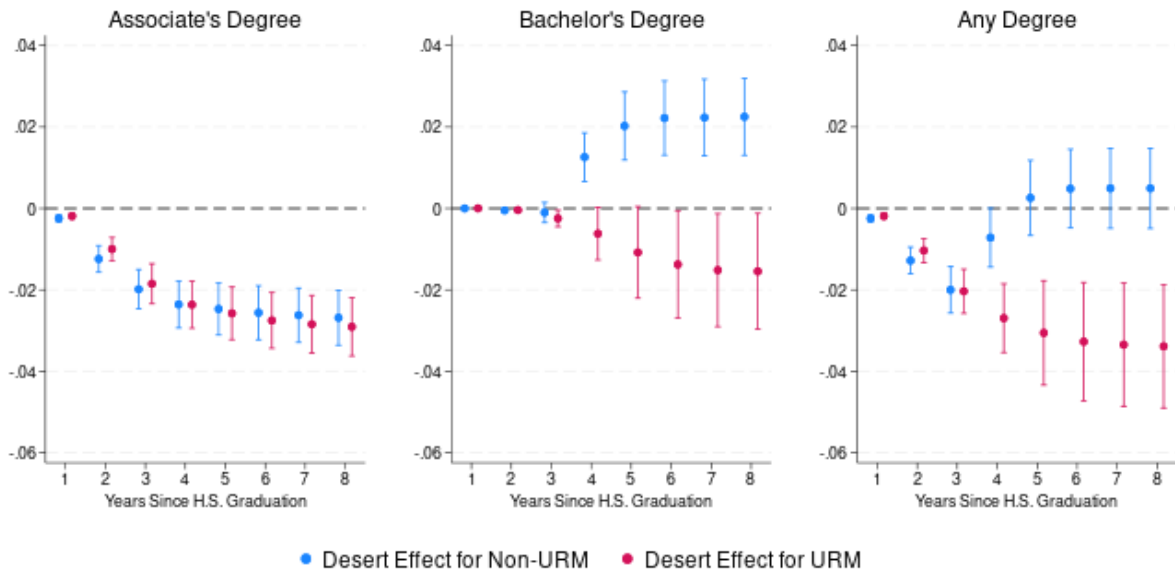 Associate's Degree
.04
.02
0
-.02
-.04
-.06
1 2 3 4 5 6 7 8
Years Since H.S. Graduation
Bachelor's Degree
.04
.02
0
-.02
-.04
-.06
1 2 3 4 5 6 7 8
Years Since H.S. Graduation
Any Degree
.04
.02
0
-.02
-.04
-.06
1 2 3 4 5 6 7 8
Years Since H.S. Graduation
Desert Effect for Non-URM
Desert Effect for URM